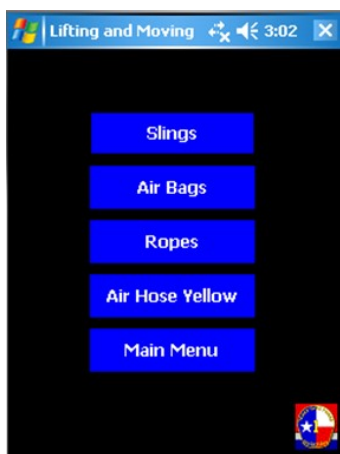 Lifting and Moving 3:02
Slings
Air Bags
Ropes
Air Hose Yellow
Main Menu